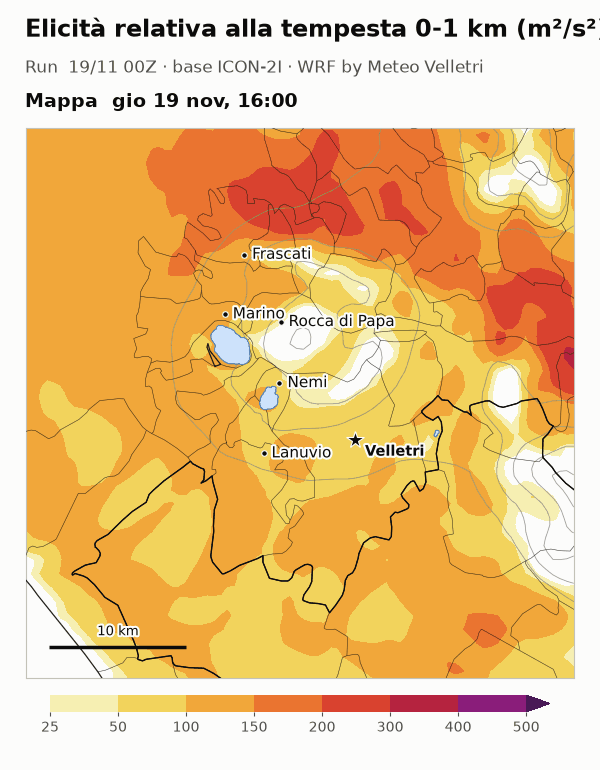 Elicità relativa alla tempesta 0-1 km (m²/s²)
Run 19/11 00Z · base ICON-2I · WRF by Meteo Velletri
Mappa gio 19 nov, 16:00
Frascati
Marino
Rocca di Papa
Nemi
Velletri
Lanuvio
10 km
25 50 100 150 200 300 400 500